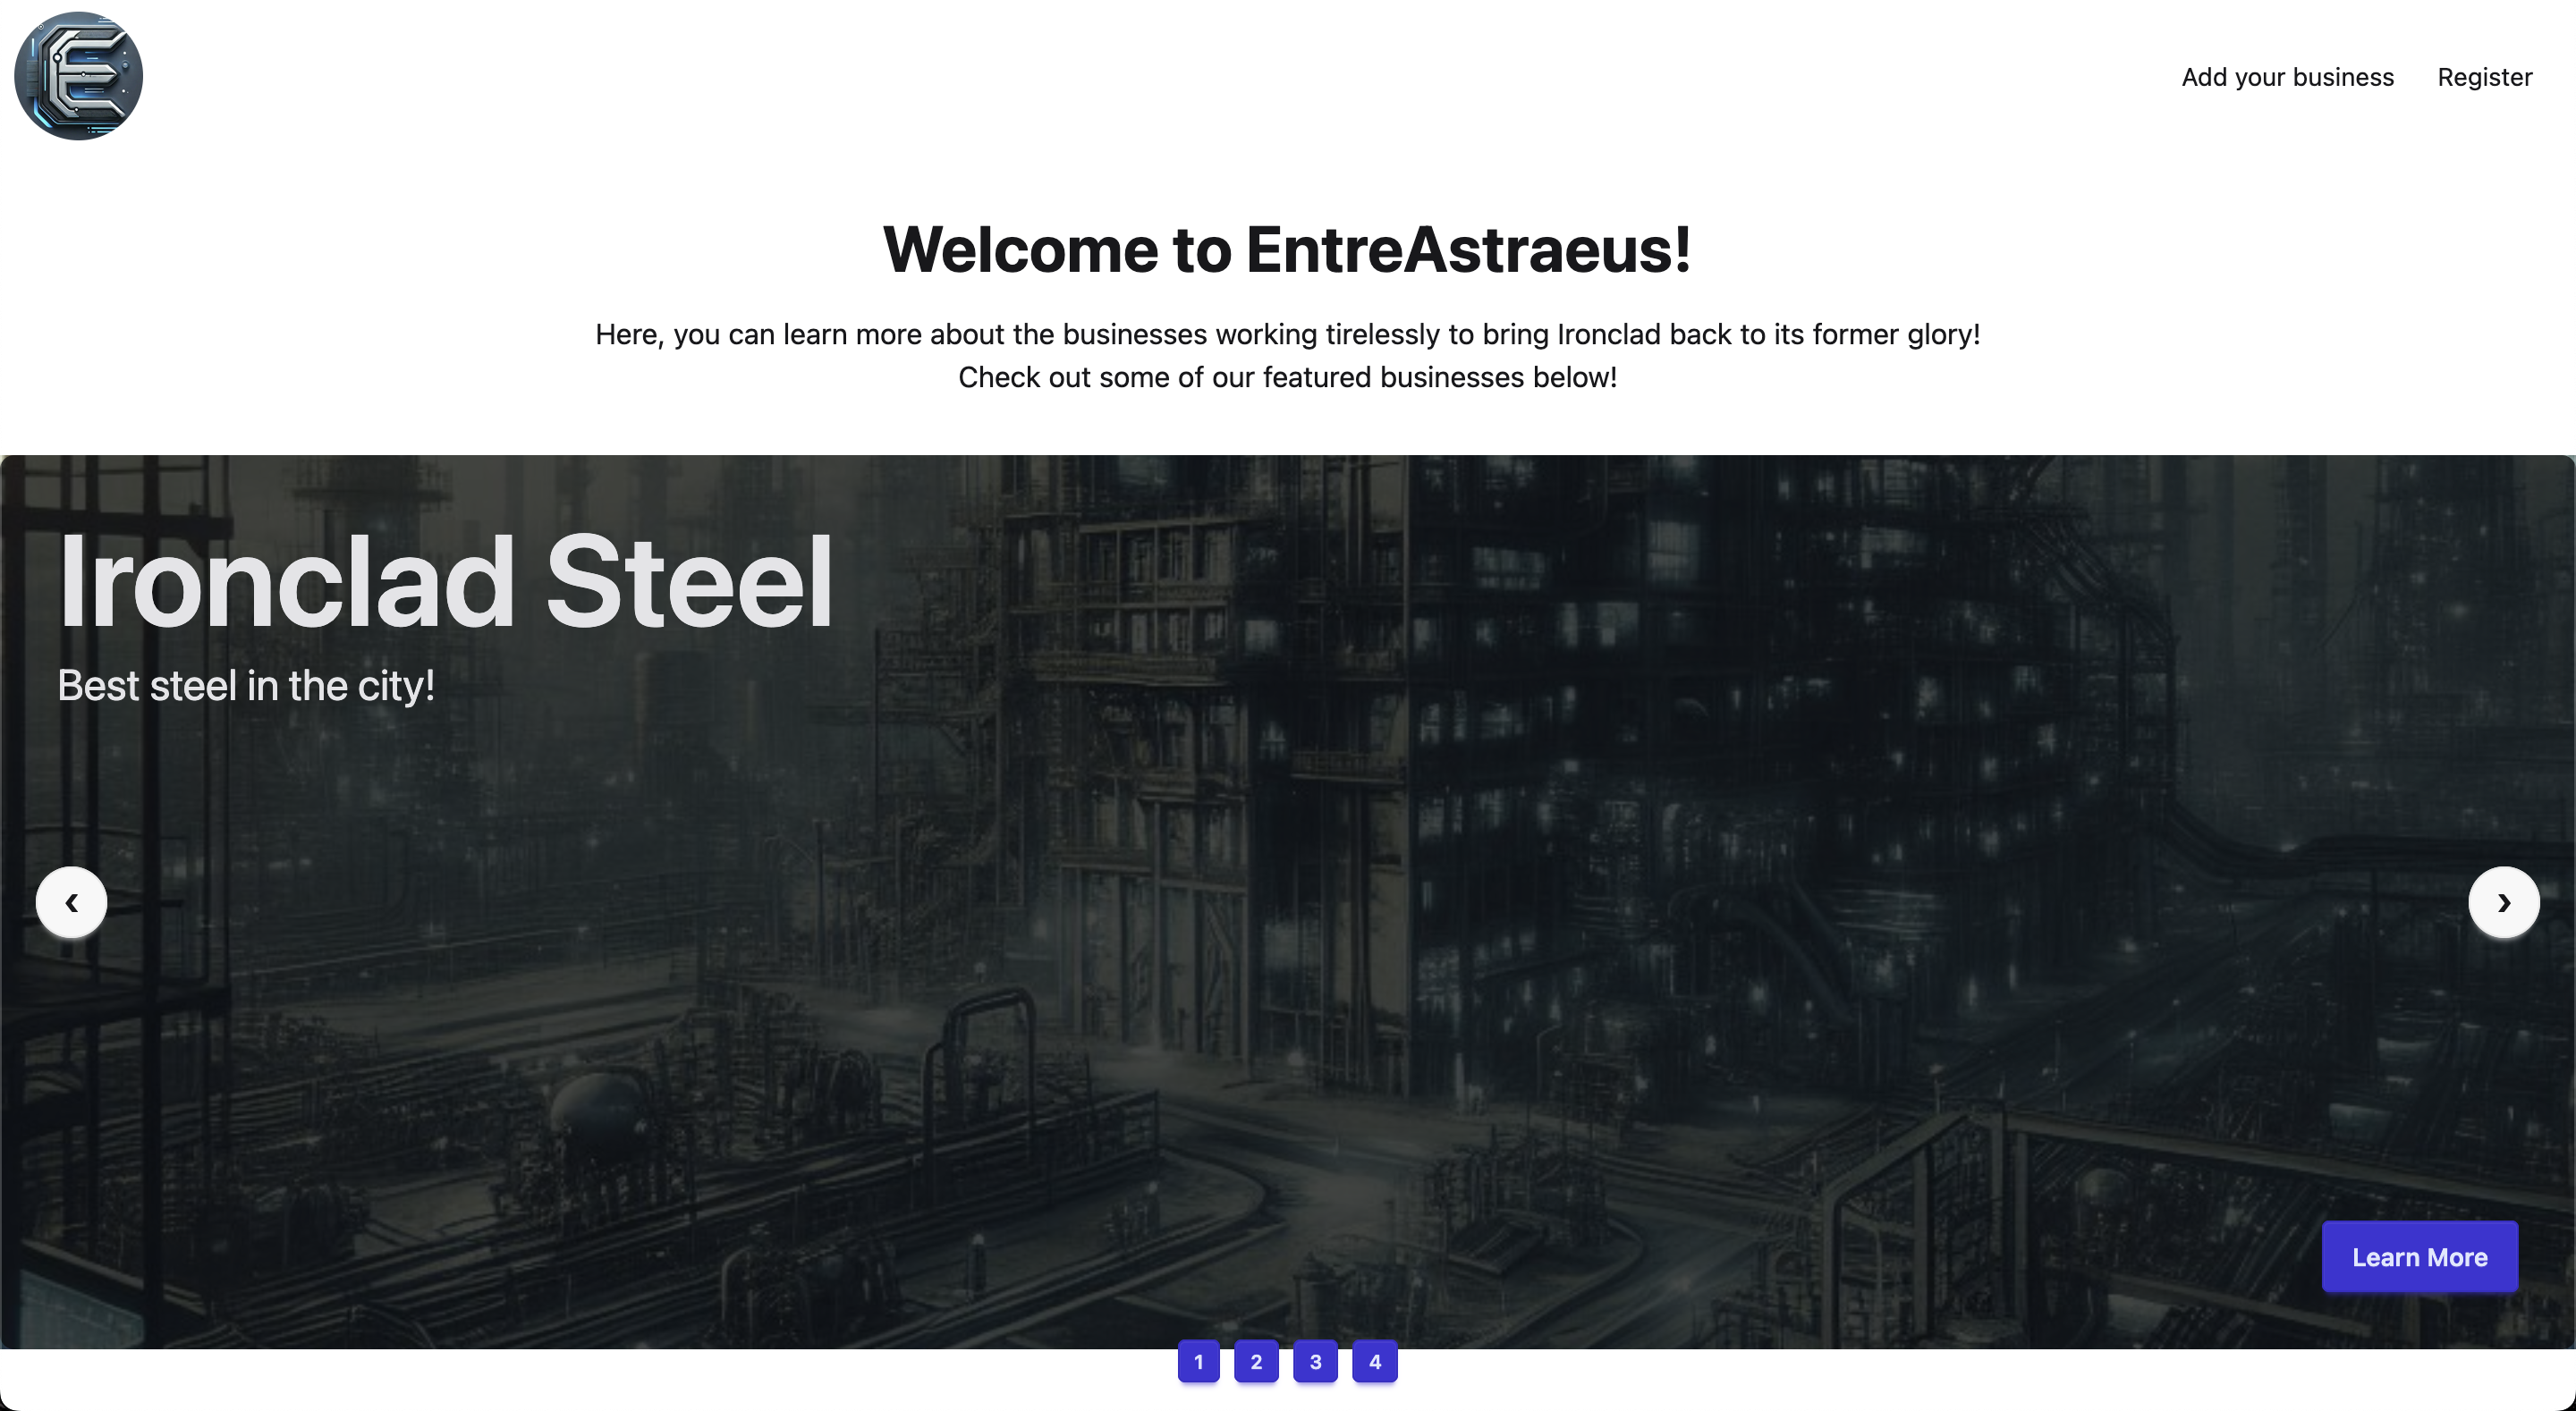 E
Add your business Register
Welcome to EntreAstraeus!
Here, you can learn more about the businesses working tirelessly to bring Ironclad back to its former glory!
Check out some of our featured businesses below!
Ironclad Steel
Best steel in the city!
‹ ›
Learn More
1 2 3 4